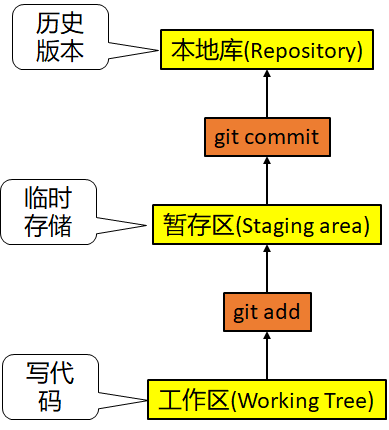 历史
版本
本地库(Repository)
git commit
临时
存储
暂存区(Staging area)
git add
写代
码
工作区(Working Tree)